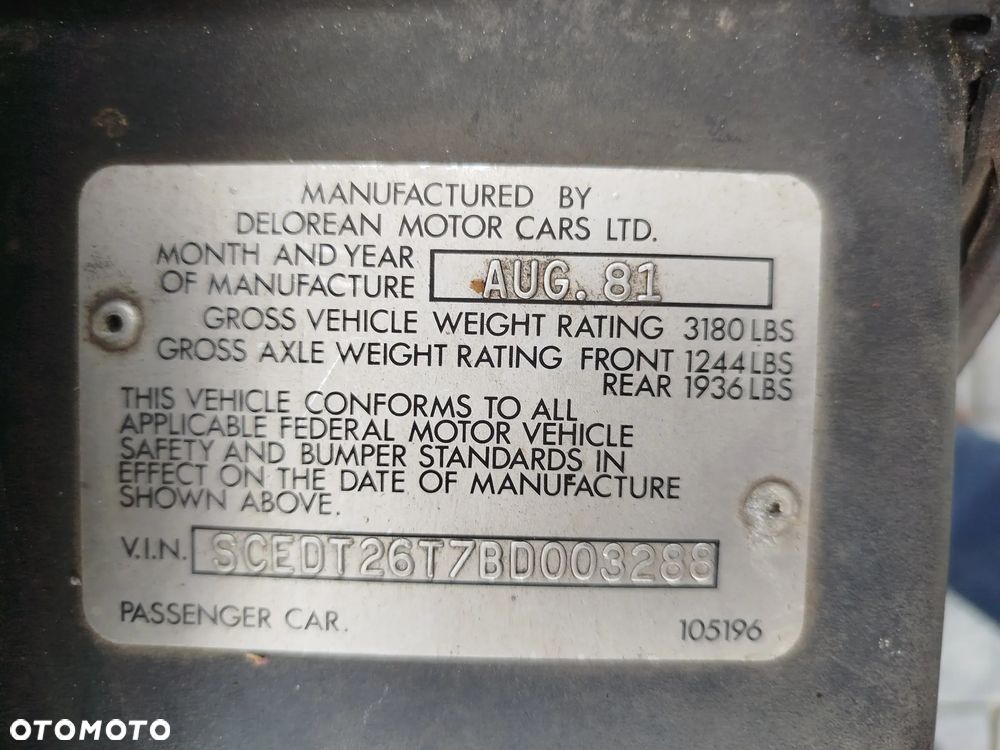 MANUFACTURED BY
DELOREAN MOTOR CARS LTD.
MONTH AND YEAR
OF MANUFACTURE AUG. 81
GROSS VEHICLE WEIGHT RATING 3180 LBS
GROSS AXLE WEIGHT RATING FRONT 1244 LBS
REAR 1936 LBS
THIS VEHICLE CONFORMS TO ALL
APPLICABLE FEDERAL MOTOR VEHICLE
SAFETY AND BUMPER STANDARDS IN
EFFECT ON THE DATE OF MANUFACTURE
SHOWN ABOVE.
V.I.N. SCEDT26T7BD003288
PASSENGER CAR. 105196
OTOMOTO